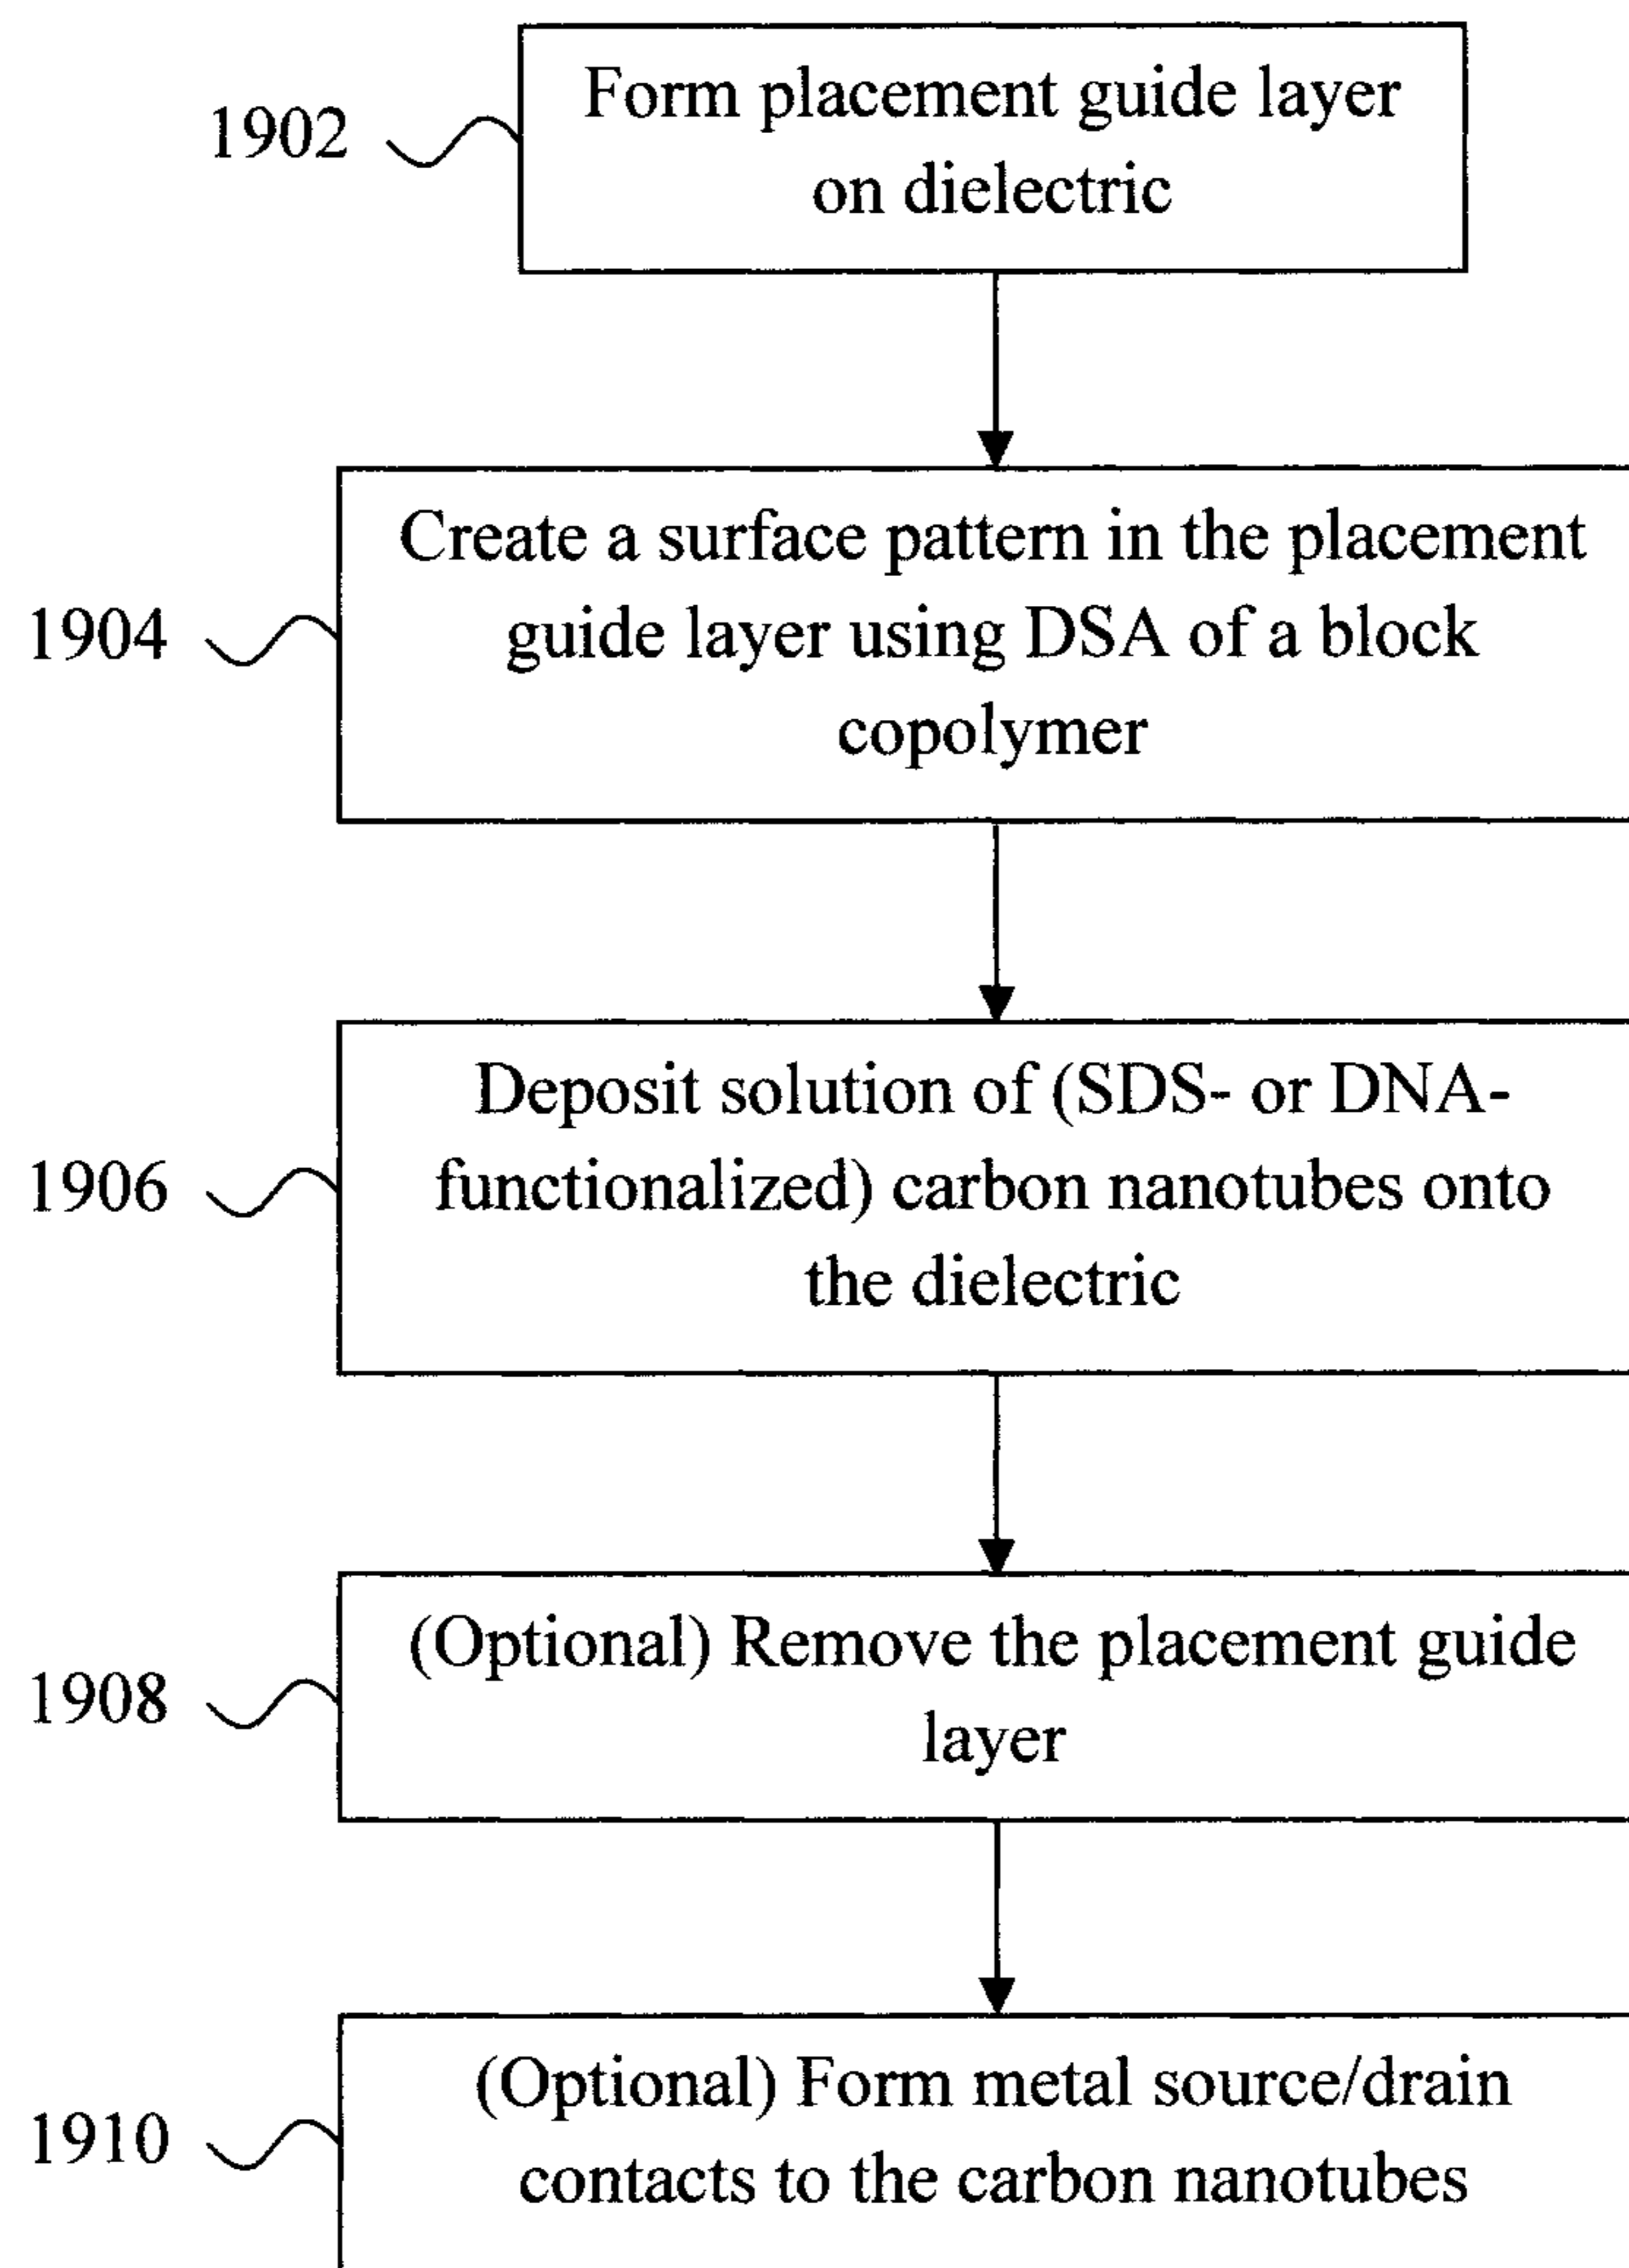 1902
Form placement guide layer
on dielectric
1904
Create a surface pattern in the placement
guide layer using DSA of a block
copolymer
1906
Deposit solution of (SDS- or DNA-
functionalized) carbon nanotubes onto
the dielectric
1908
(Optional) Remove the placement guide
layer
1910
(Optional) Form metal source/drain
contacts to the carbon nanotubes